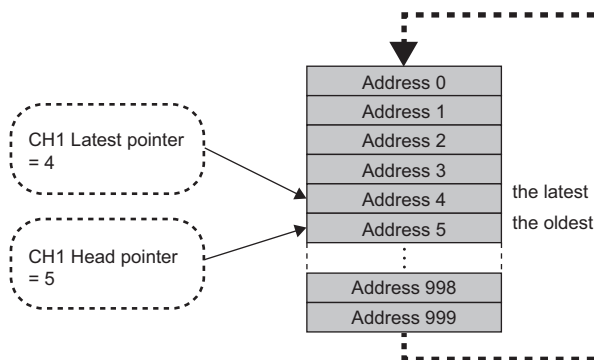 Address 0
Address 1
Address 2
Address 3
Address 4
Address 5
Address 998
Address 999
CH1 Latest pointer
= 4
CH1 Head pointer
= 5
the latest
the oldest